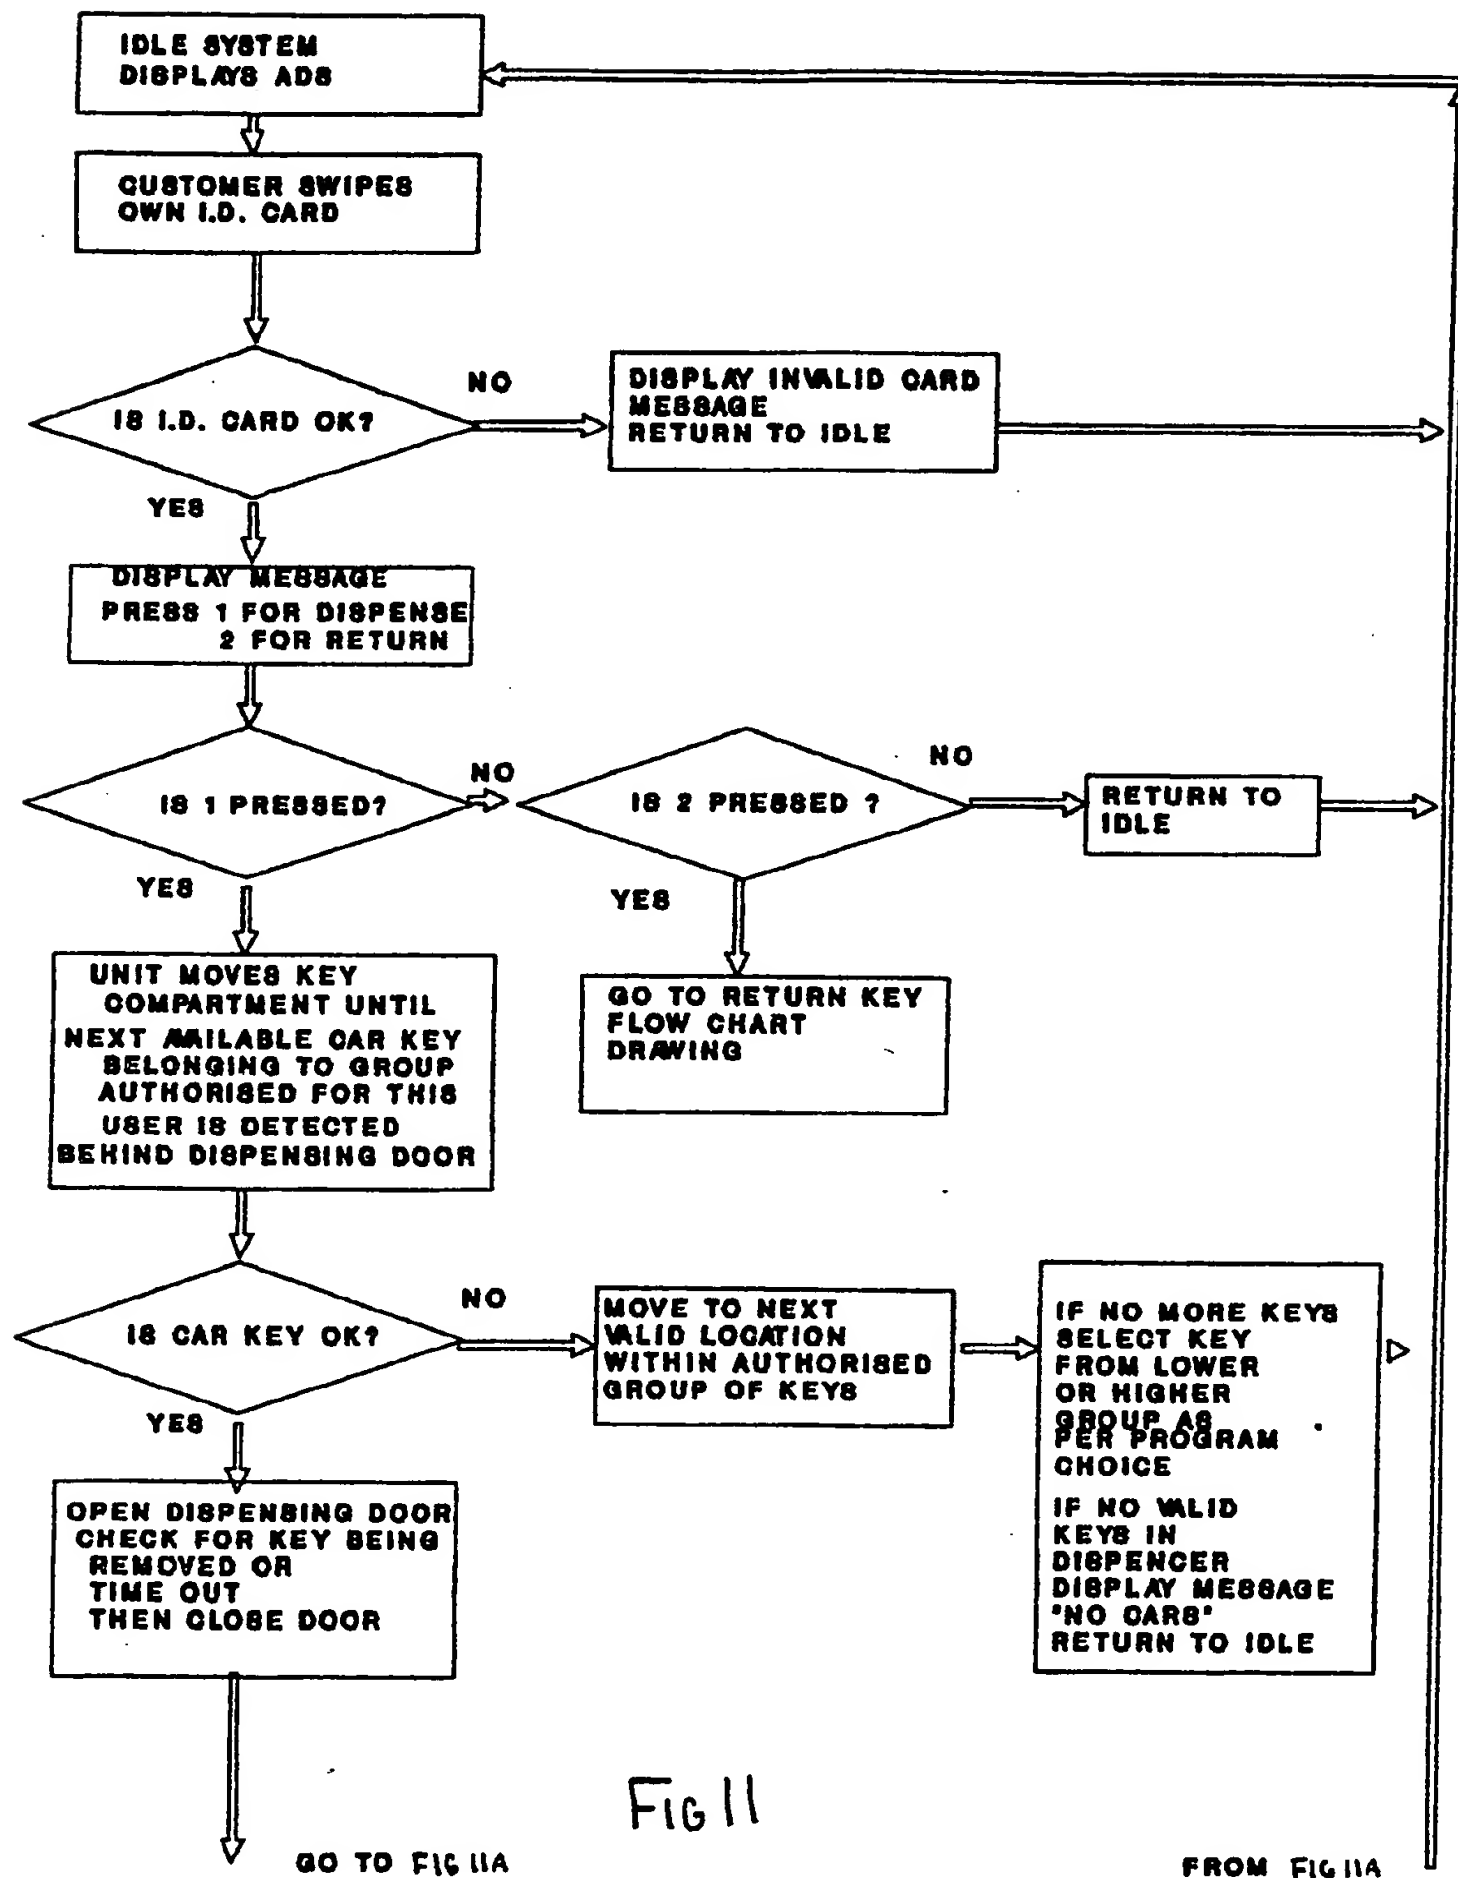 IDLE SYSTEM
DISPLAYS ADS
CUSTOMER SWIPES
OWN I.D. CARD
IS I.D. CARD OK?
NO
DISPLAY INVALID CARD
MESSAGE
RETURN TO IDLE
YES
DISPLAY MESSAGE
PRESS 1 FOR DISPENSE
2 FOR RETURN
IS 1 PRESSED?
NO
IS 2 PRESSED ?
NO
RETURN TO
IDLE
YES
YES
UNIT MOVES KEY
COMPARTMENT UNTIL
NEXT AVAILABLE CAR KEY
BELONGING TO GROUP
AUTHORISED FOR THIS
USER IS DETECTED
BEHIND DISPENSING DOOR
GO TO RETURN KEY
FLOW CHART
DRAWING
IS CAR KEY OK?
NO
MOVE TO NEXT
VALID LOCATION
WITHIN AUTHORISED
GROUP OF KEYS
IF NO MORE KEYS
SELECT KEY
FROM LOWER
OR HIGHER
GROUP AS
PER PROGRAM
CHOICE
IF NO VALID
KEYS IN
DISPENCER
DISPLAY MESSAGE
"NO CARS"
RETURN TO IDLE
YES
OPEN DISPENSING DOOR
CHECK FOR KEY BEING
REMOVED OR
TIME OUT
THEN CLOSE DOOR
FIG 11
GO TO FIG 11A
FROM FIG 11A